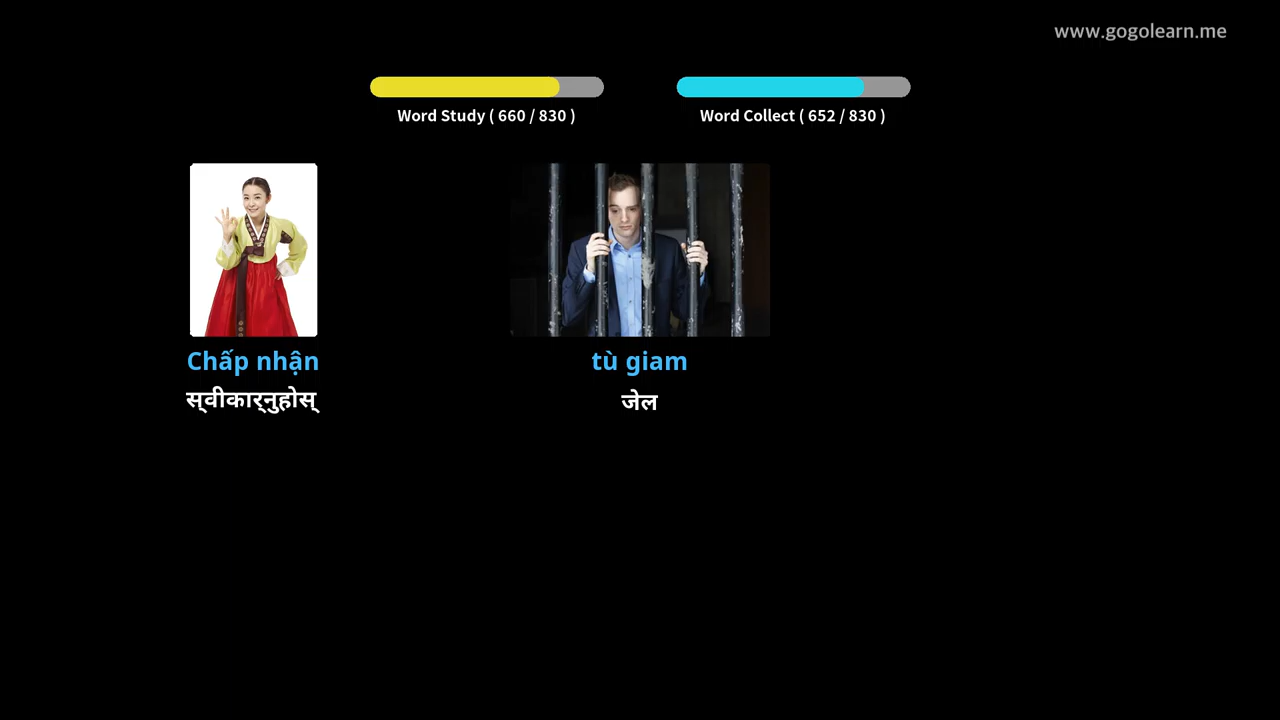 www.gogolearn.me
Word Study ( 660 / 830 )
Word Collect ( 652 / 830 )
Chấp nhận
स्वीकार्नुहोस्
tù giam
जेल